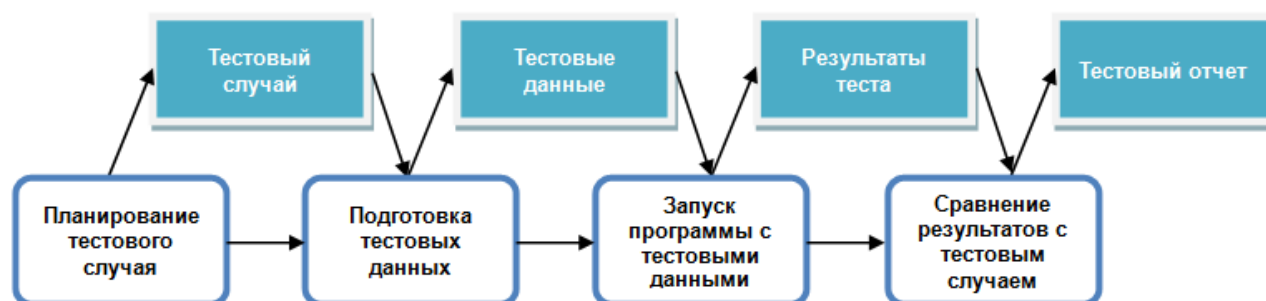 Тестовый
случай
Тестовые
данные
Результаты
теста
Тестовый отчет
Планирование
тестового
случая
Подготовка
тестовых
данных
Запуск
программы с
тестовыми
данными
Сравнение
результатов с
тестовым
случаем